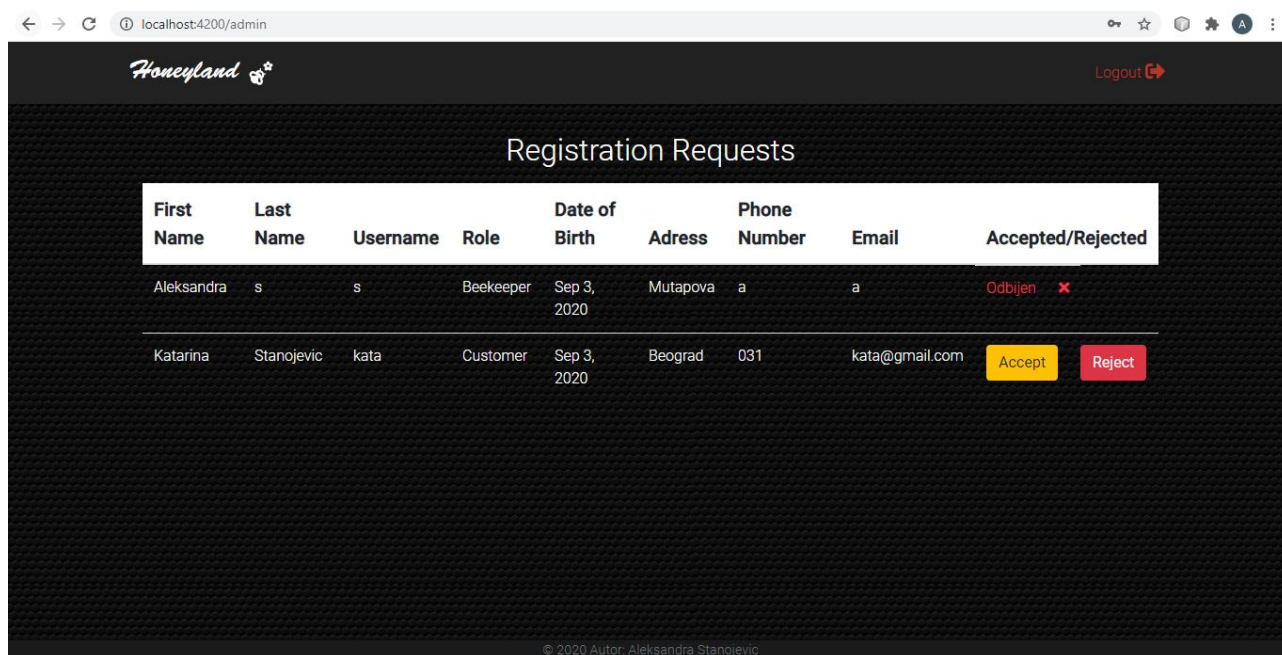 localhost:4200/admin
A
Honeyland
Logout
Registration Requests
First Name Last Name Username Role Date of Birth Adress Phone Number Email Accepted/Rejected
Aleksandra s s Beekeeper Sep 3, 2020 Mutapova a a Odbijen
Katarina Stanojevic kata Customer Sep 3, 2020 Beograd 031 kata@gmail.com Accept Reject
© 2020 Autor: Aleksandra Stanojevic